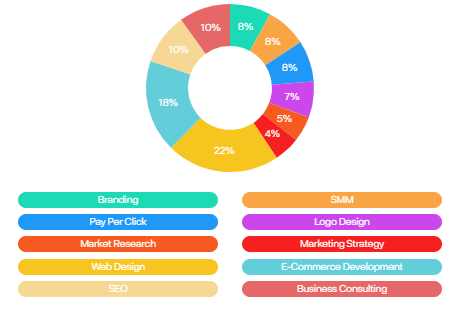 8%
8%
8%
7%
5%
4%
22%
18%
10%
10%
Branding
SMM
Pay Per Click
Logo Design
Market Research
Marketing Strategy
Web Design
E-Commerce Development
SEO
Business Consulting